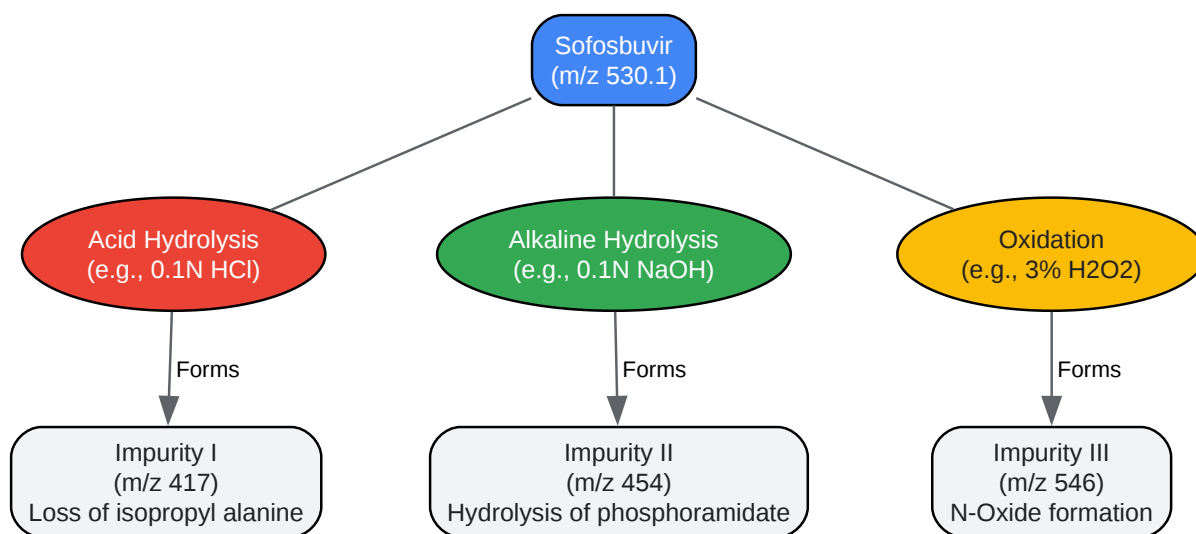 Sofosbuvir
(m/z 530.1)
Acid Hydrolysis
(e.g., 0.1N HCl)
Alkaline Hydrolysis
(e.g., 0.1N NaOH)
Oxidation
(e.g., 3% H2O2)
Forms
Forms
Forms
Impurity I
(m/z 417)
Loss of isopropyl alanine
Impurity II
(m/z 454)
Hydrolysis of phosphoramidate
Impurity III
(m/z 546)
N-Oxide formation